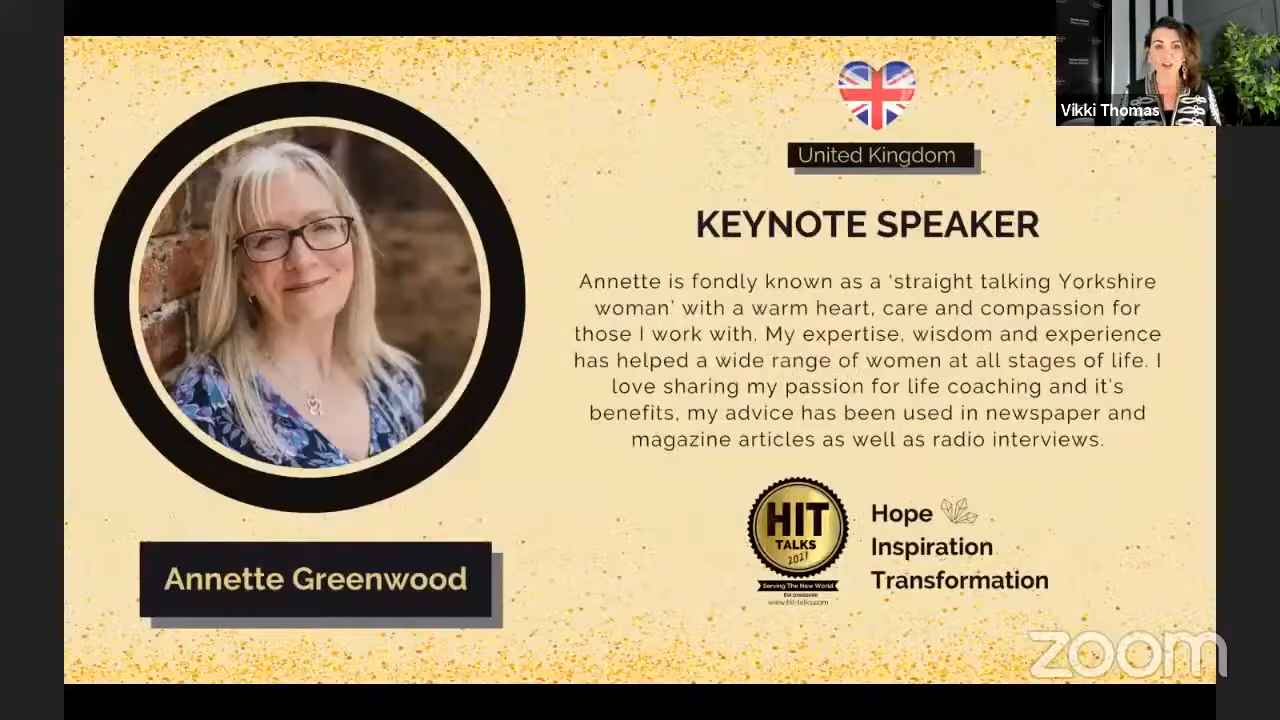 Vikki Thomas
United Kingdom
KEYNOTE SPEAKER
Annette is fondly known as a ‘straight talking Yorkshire
woman’ with a warm heart, care and compassion for
those I work with. My expertise, wisdom and experience
has helped a wide range of women at all stages of life. I
love sharing my passion for life coaching and it's
benefits, my advice has been used in newspaper and
magazine articles as well as radio interviews.
HIT
TALKS
2021
Serving The New World
www.hit-talks.com
Hope
Inspiration
Transformation
Annette Greenwood
zoom